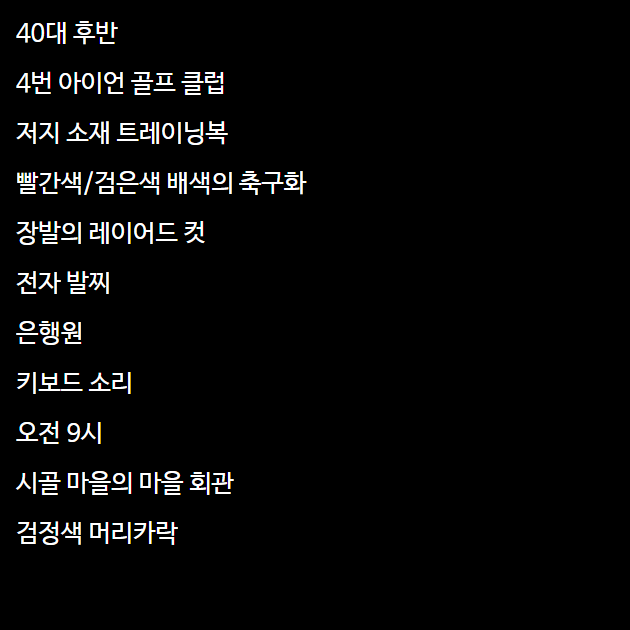 40대 후반
4번 아이언 골프 클럽
저지 소재 트레이닝복
빨간색/검은색 배색의 축구화
장발의 레이어드 컷
전자 발찌
은행원
키보드 소리
오전 9시
시골 마을의 마을 회관
검정색 머리카락